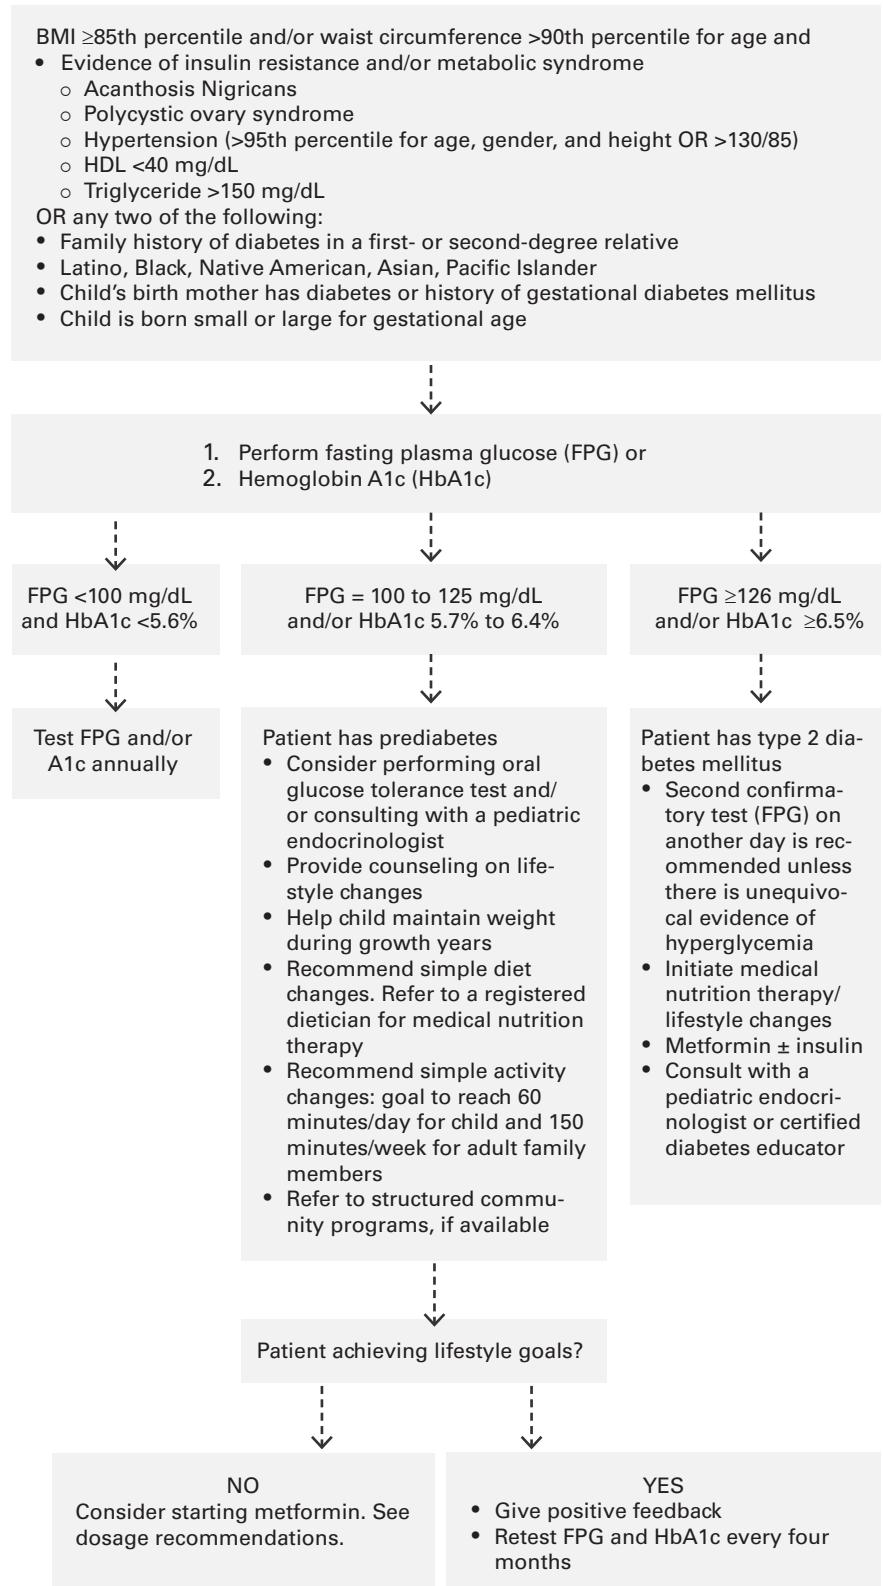 BMI ≥85th percentile and/or waist circumference >90th percentile for age and
• Evidence of insulin resistance and/or metabolic syndrome
o Acanthosis Nigricans
o Polycystic ovary syndrome
o Hypertension (>95th percentile for age, gender, and height OR >130/85)
o HDL <40 mg/dL
o Triglyceride >150 mg/dL
OR any two of the following:
• Family history of diabetes in a first- or second-degree relative
• Latino, Black, Native American, Asian, Pacific Islander
• Child's birth mother has diabetes or history of gestational diabetes mellitus
• Child is born small or large for gestational age
1. Perform fasting plasma glucose (FPG) or
2. Hemoglobin A1c (HbA1c)
FPG <100 mg/dL
and HbA1c <5.6%
FPG = 100 to 125 mg/dL
and/or HbA1c 5.7% to 6.4%
FPG ≥126 mg/dL
and/or HbA1c ≥6.5%
Test FPG and/or
A1c annually
Patient has prediabetes
• Consider performing oral
glucose tolerance test and/
or consulting with a pediatric
endocrinologist
• Provide counseling on life-
style changes
• Help child maintain weight
during growth years
• Recommend simple diet
changes. Refer to a registered
dietician for medical nutrition
therapy
• Recommend simple activity
changes: goal to reach 60
minutes/day for child and 150
minutes/week for adult family
members
• Refer to structured commu-
nity programs, if available
Patient has type 2 dia-
betes mellitus
• Second confirma-
tory test (FPG) on
another day is rec-
ommended unless
there is unequivo-
cal evidence of
hyperglycemia
• Initiate medical
nutrition therapy/
lifestyle changes
• Metformin ± insulin
• Consult with a
pediatric endocri-
nologist or certified
diabetes educator
Patient achieving lifestyle goals?
NO
Consider starting metformin. See
dosage recommendations.
YES
• Give positive feedback
• Retest FPG and HbA1c every four
months